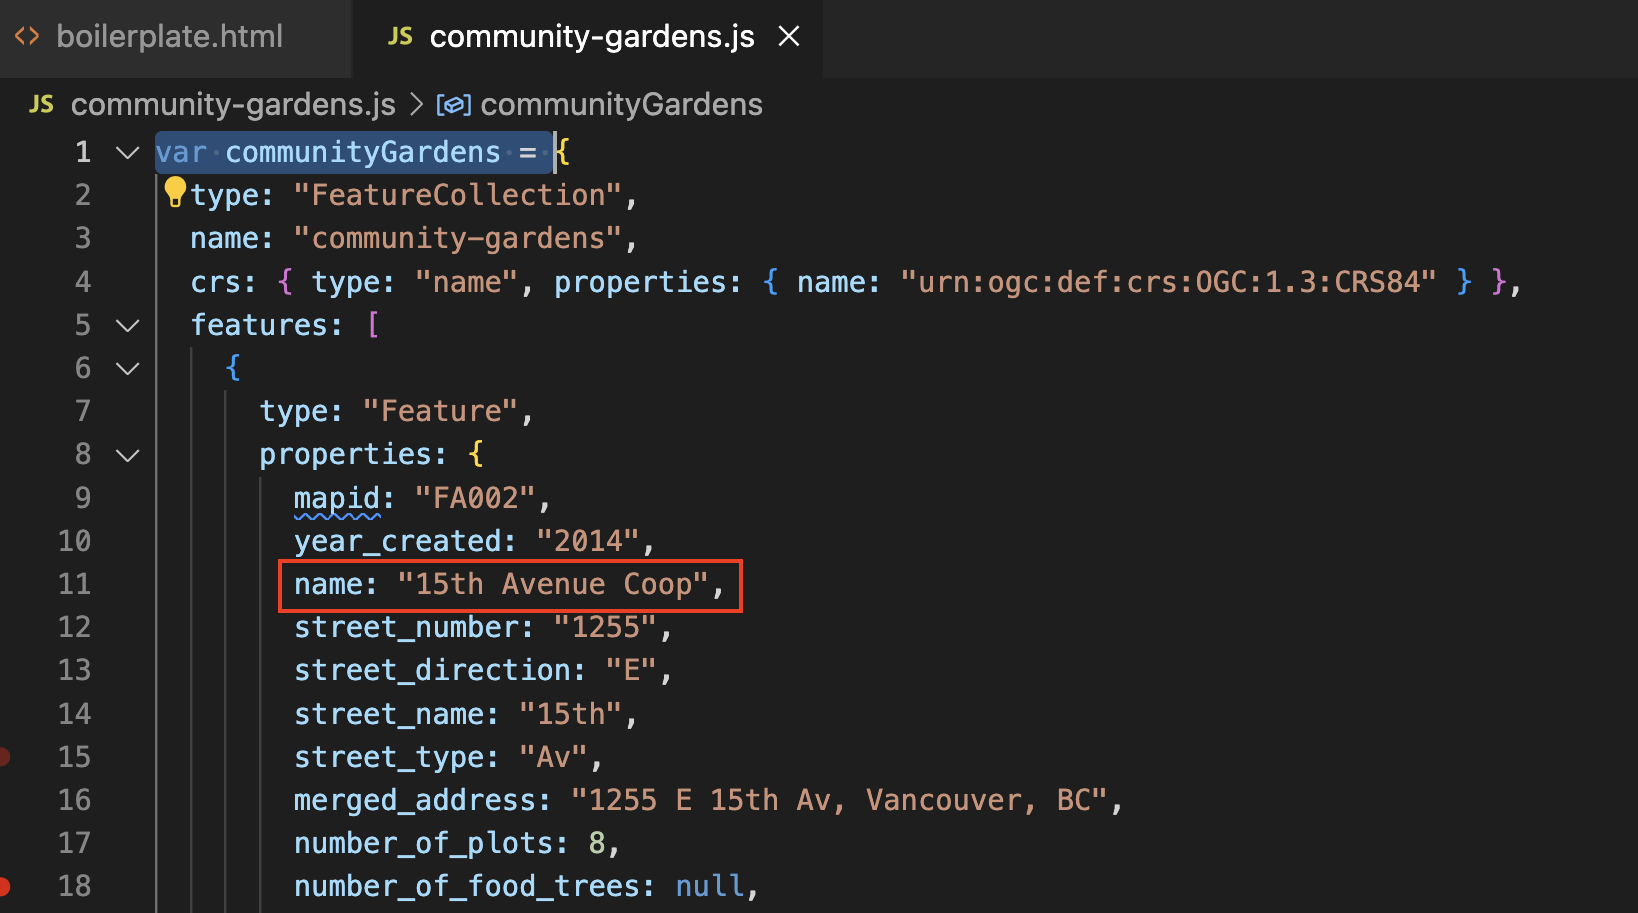 <> boilerplate.html JS community-gardens.js ×
JS community-gardens.js > communityGardens
1 var communityGardens = {
2 type: "FeatureCollection",
3 name: "community-gardens",
4 crs: { type: "name", properties: { name: "urn:ogc:def:crs:OGC:1.3:CRS84" } },
5 features: [
6 {
7 type: "Feature",
8 properties: {
9 mapid: "FA002",
10 year_created: "2014",
11 name: "15th Avenue Coop",
12 street_number: "1255",
13 street_direction: "E",
14 street_name: "15th",
15 street_type: "Av",
16 merged_address: "1255 E 15th Av, Vancouver, BC",
17 number_of_plots: 8,
18 number_of_food_trees: null,